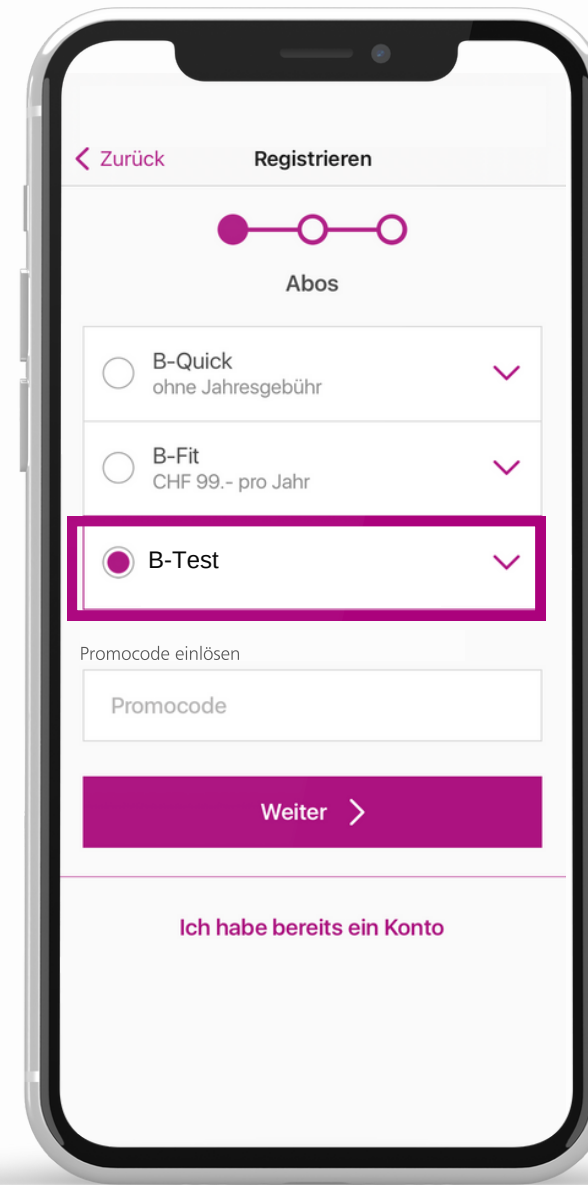 Zurück
Registrieren
Abos
B-Quick
ohne Jahresgebühr
B-Fit
CHF 99.- pro Jahr
B-Test
Promocode einlösen
Promocode
Weiter
Ich habe bereits ein Konto